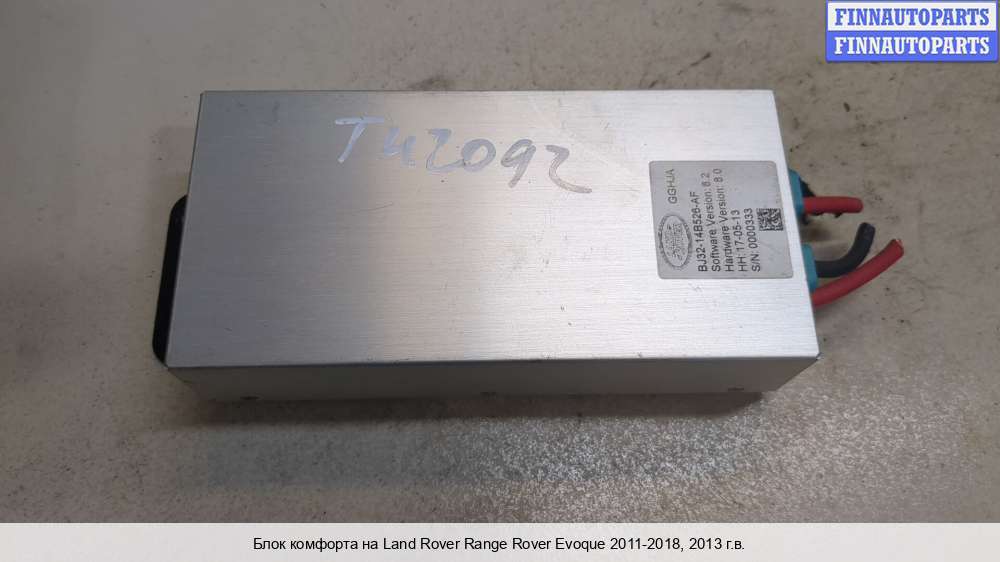 FINNAUTOPARTS
FINNAUTOPARTS
TU2092
GGHJA
BJ32-14B526-AF
Software Version: 8.2
Hardware Version: 8.0
HH: 17-05-13
S/N: 0000333
Блок комфорта на Land Rover Range Rover Evoque 2011-2018, 2013 г.в.